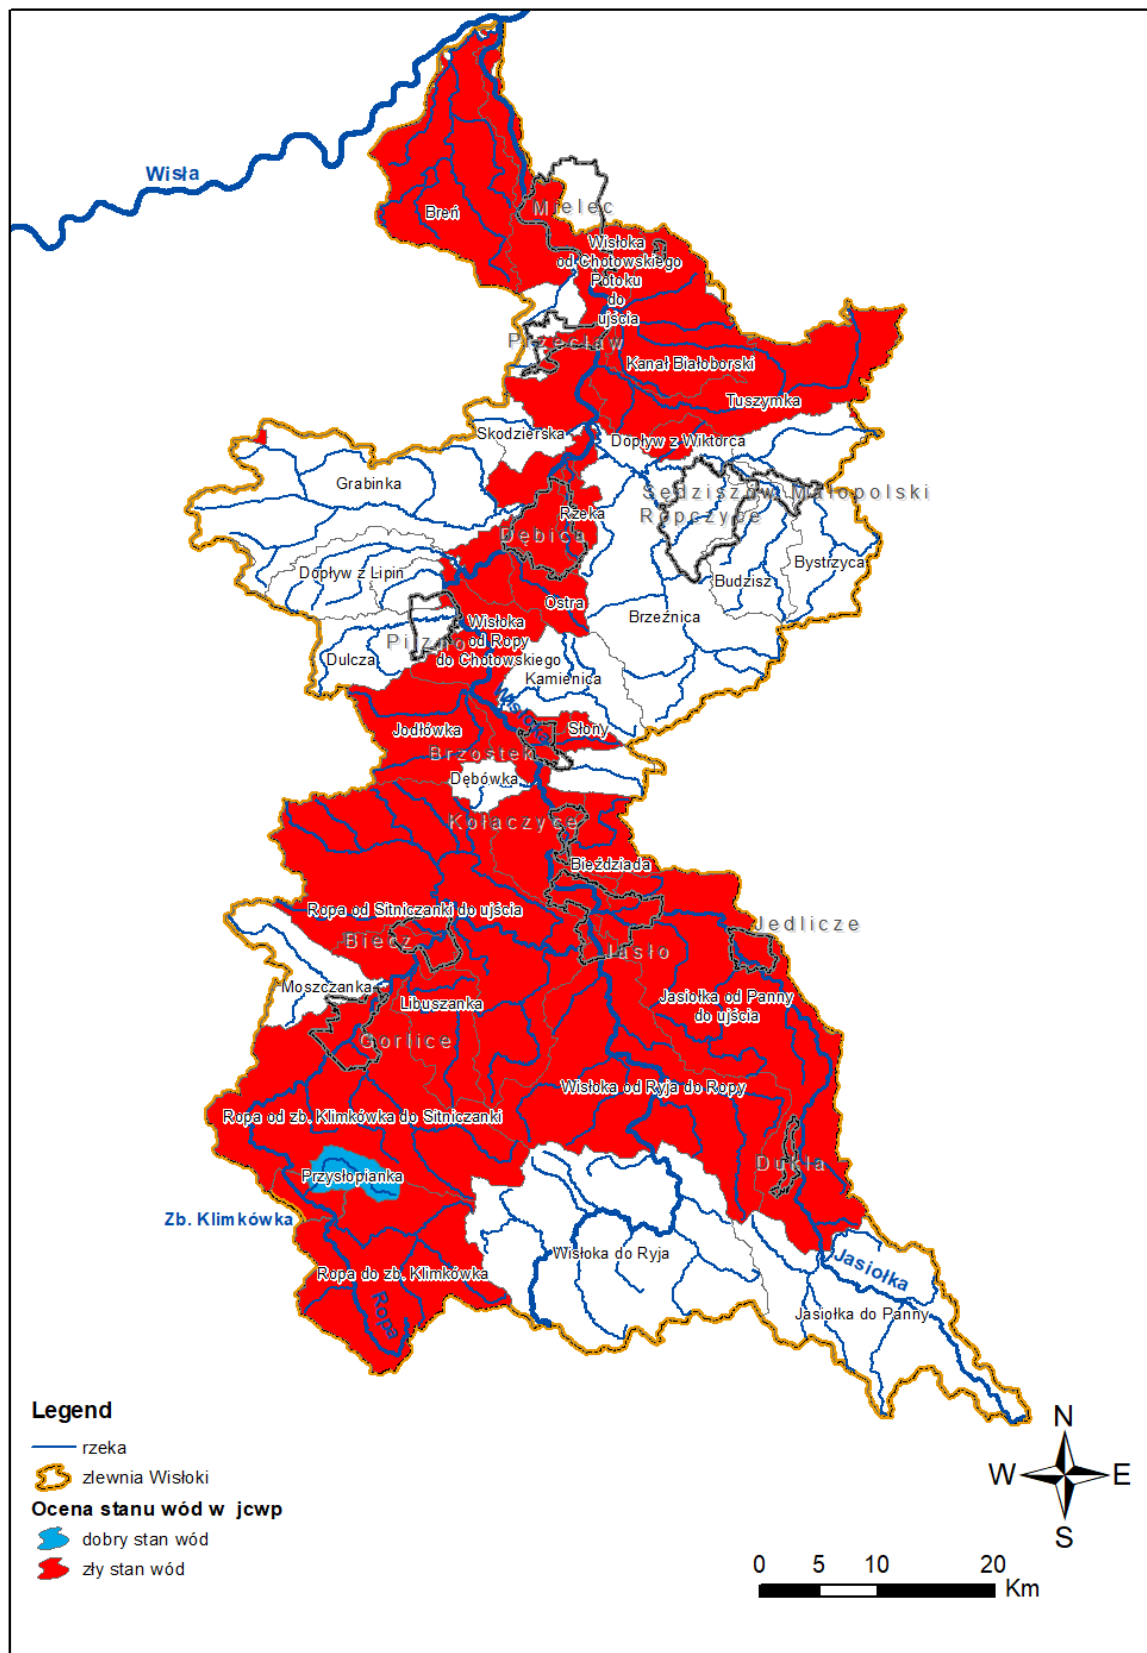 Wisła
Breń
Mielec
Wisłoka
od Chotowskiego
Potoku
do
ujścia
Przecław
Kanał Białoborski
Tuszymka
Skodzierska
Dopływ z Wiktorca
Grabinka
Sędziszów Małopolski
Rzeka
Ropczyce
Dębica
Bystrzyca
Dopływ z Lipin
Budzisz
Ostra
Brzeźnica
Wisłoka
od Ropy
do Chotowskiego
Pilzno
Dulcza
Kamienica
Wisłoka
Jodłówka
Słony
Brzostek
Dębówka
Kołaczyce
Bieździada
Ropa od Sitniczanki do ujścia
Jedlicze
Biecz
Jasło
Moszczanka
Libuszanka
Jasiołka od Panny
do ujścia
Gorlice
Wisłoka od Ryja do Ropy
Ropa od zb. Klimkówka do Sitniczanki
Dukla
Przysłopianka
Zb. Klimkówka
Wisłoka do Ryja
Jasiołka
Ropa do zb. Klimkówka
Ropa
Jasiołka do Panny
Legend
rzeka
zlewnia Wisłoki
Ocena stanu wód w jcwp
dobry stan wód
zły stan wód
N
W E
S
0 5 10 20
Km